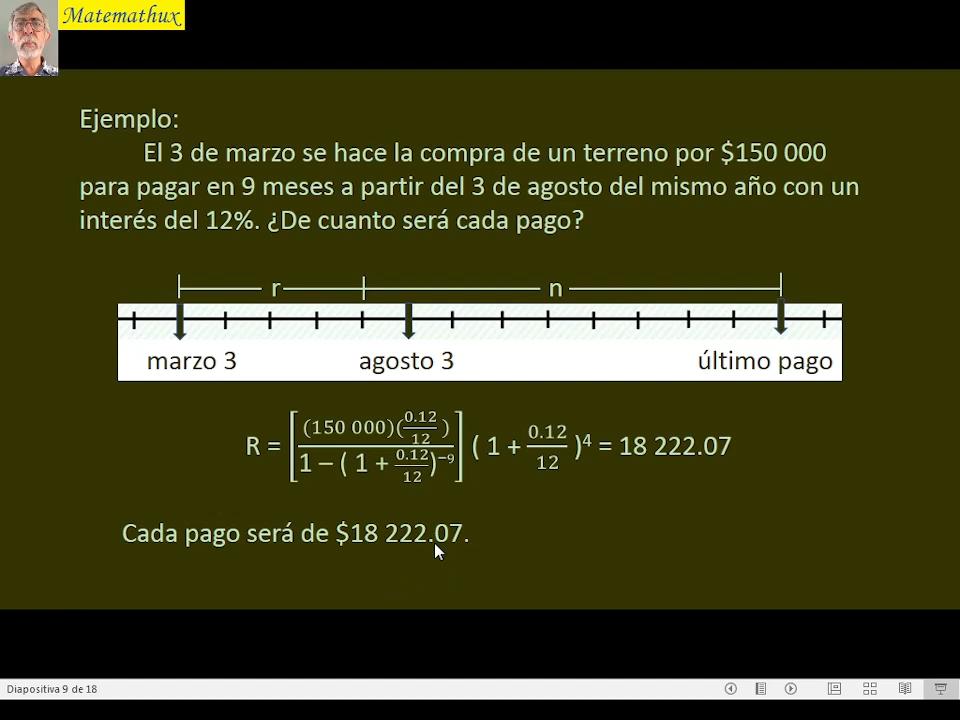 Matemathux
Ejemplo:
El 3 de marzo se hace la compra de un terreno por $150 000
para pagar en 9 meses a partir del 3 de agosto del mismo año con un
interés del 12%. ¿De cuanto será cada pago?
r n
marzo 3 agosto 3 último pago
R = [ (150 000)(0.12/12) / 1 – ( 1 + 0.12/12)^−9 ] ( 1 + 0.12/12 )^4 = 18 222.07
Cada pago será de $18 222.07.
Diapositiva 9 de 18